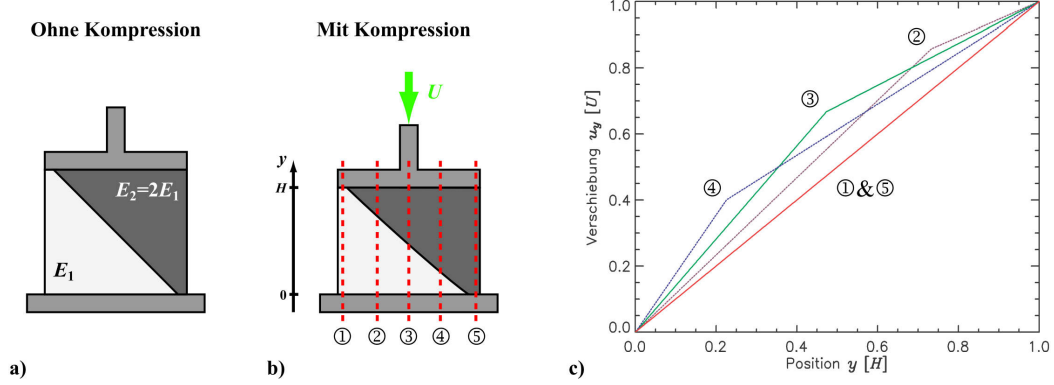 Ohne Kompression
Mit Kompression
E₂=2E₁
E₁
a)
U
y
H
0
① ② ③ ④ ⑤
b)
Verschiebung u_y [U]
1.0
0.8
0.6
0.4
0.2
0.0
②
③
④
①&⑤
0.0 0.2 0.4 0.6 0.8 1.0
Position y [H]
c)